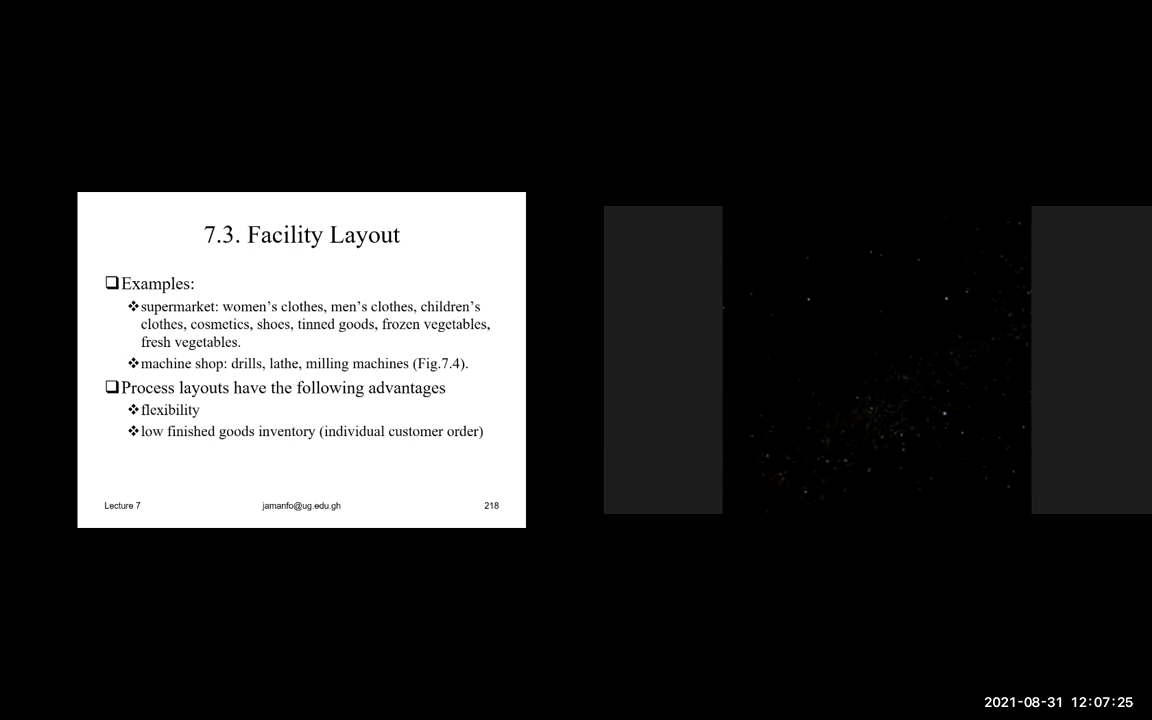 7.3. Facility Layout
❑Examples:
❖supermarket: women’s clothes, men’s clothes, children’s
clothes, cosmetics, shoes, tinned goods, frozen vegetables,
fresh vegetables.
❖machine shop: drills, lathe, milling machines (Fig.7.4).
❑Process layouts have the following advantages
❖flexibility
❖low finished goods inventory (individual customer order)
Lecture 7
jamanfo@ug.edu.gh
218
2021-08-31 12:07:25